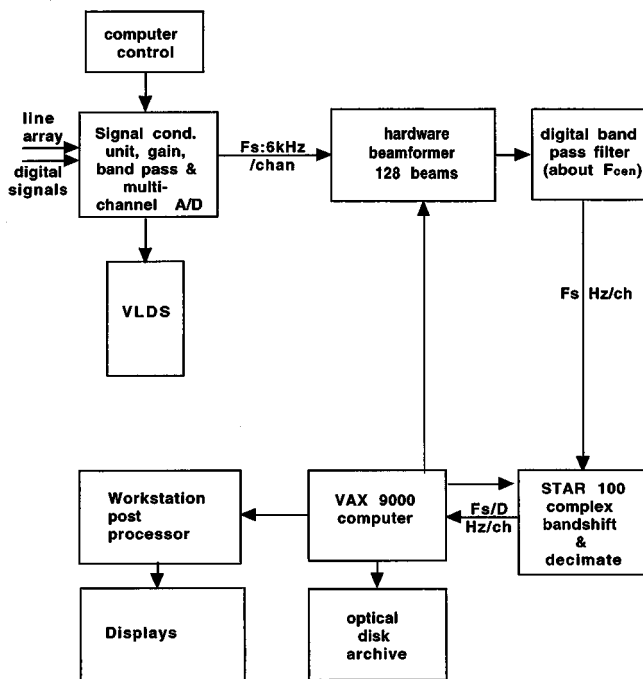 computer
control
line
array
digital
signals
Signal cond.
unit, gain,
band pass &
multi-
channel A/D
Fs:6kHz
/chan
hardware
beamformer
128 beams
digital band
pass filter
(about Fcen)
VLDS
Fs Hz/ch
Workstation
post
processor
VAX 9000
computer
Fs/D
Hz/ch
STAR 100
complex
bandshift
&
decimate
Displays
optical
disk
archive